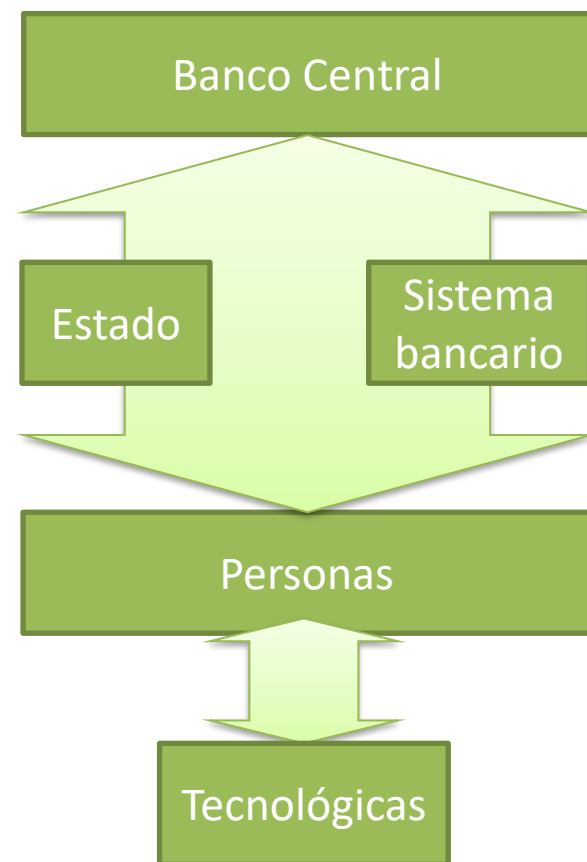 Banco Central
Estado
Sistema
bancario
Personas
Tecnológicas